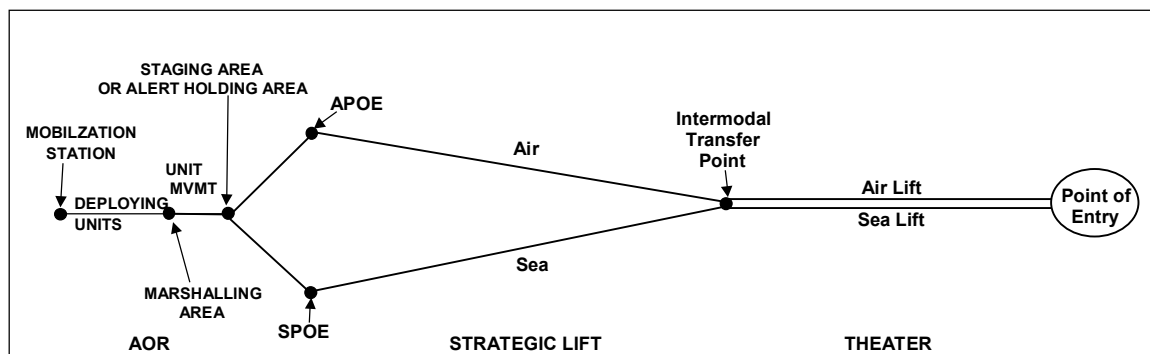 STAGING AREA
OR ALERT HOLDING AREA
APOE
MOBILZATION
STATION
UNIT
MVMT
DEPLOYING
UNITS
MARSHALLING
AREA
SPOE
Air
Sea
Intermodal
Transfer
Point
Air Lift
Sea Lift
Point of
Entry
AOR
STRATEGIC LIFT
THEATER